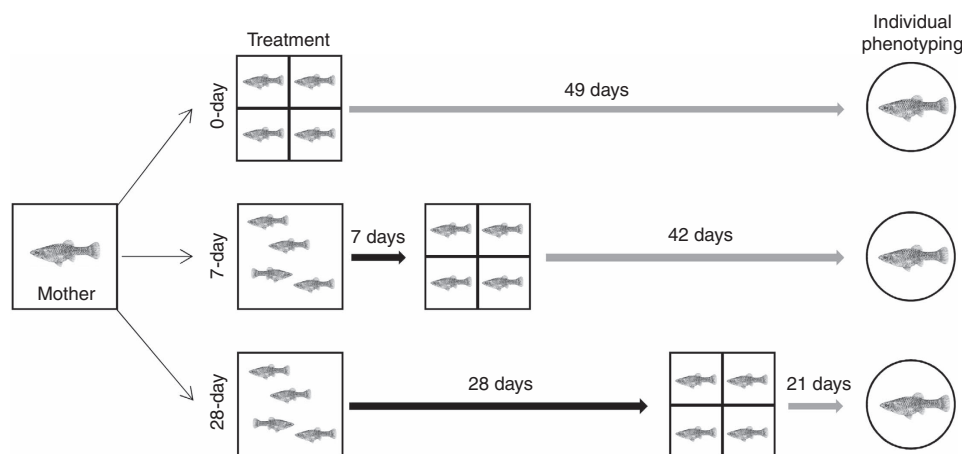 Treatment
Individual
phenotyping
0-day
49 days
Mother
7-day
7 days
42 days
28-day
28 days
21 days